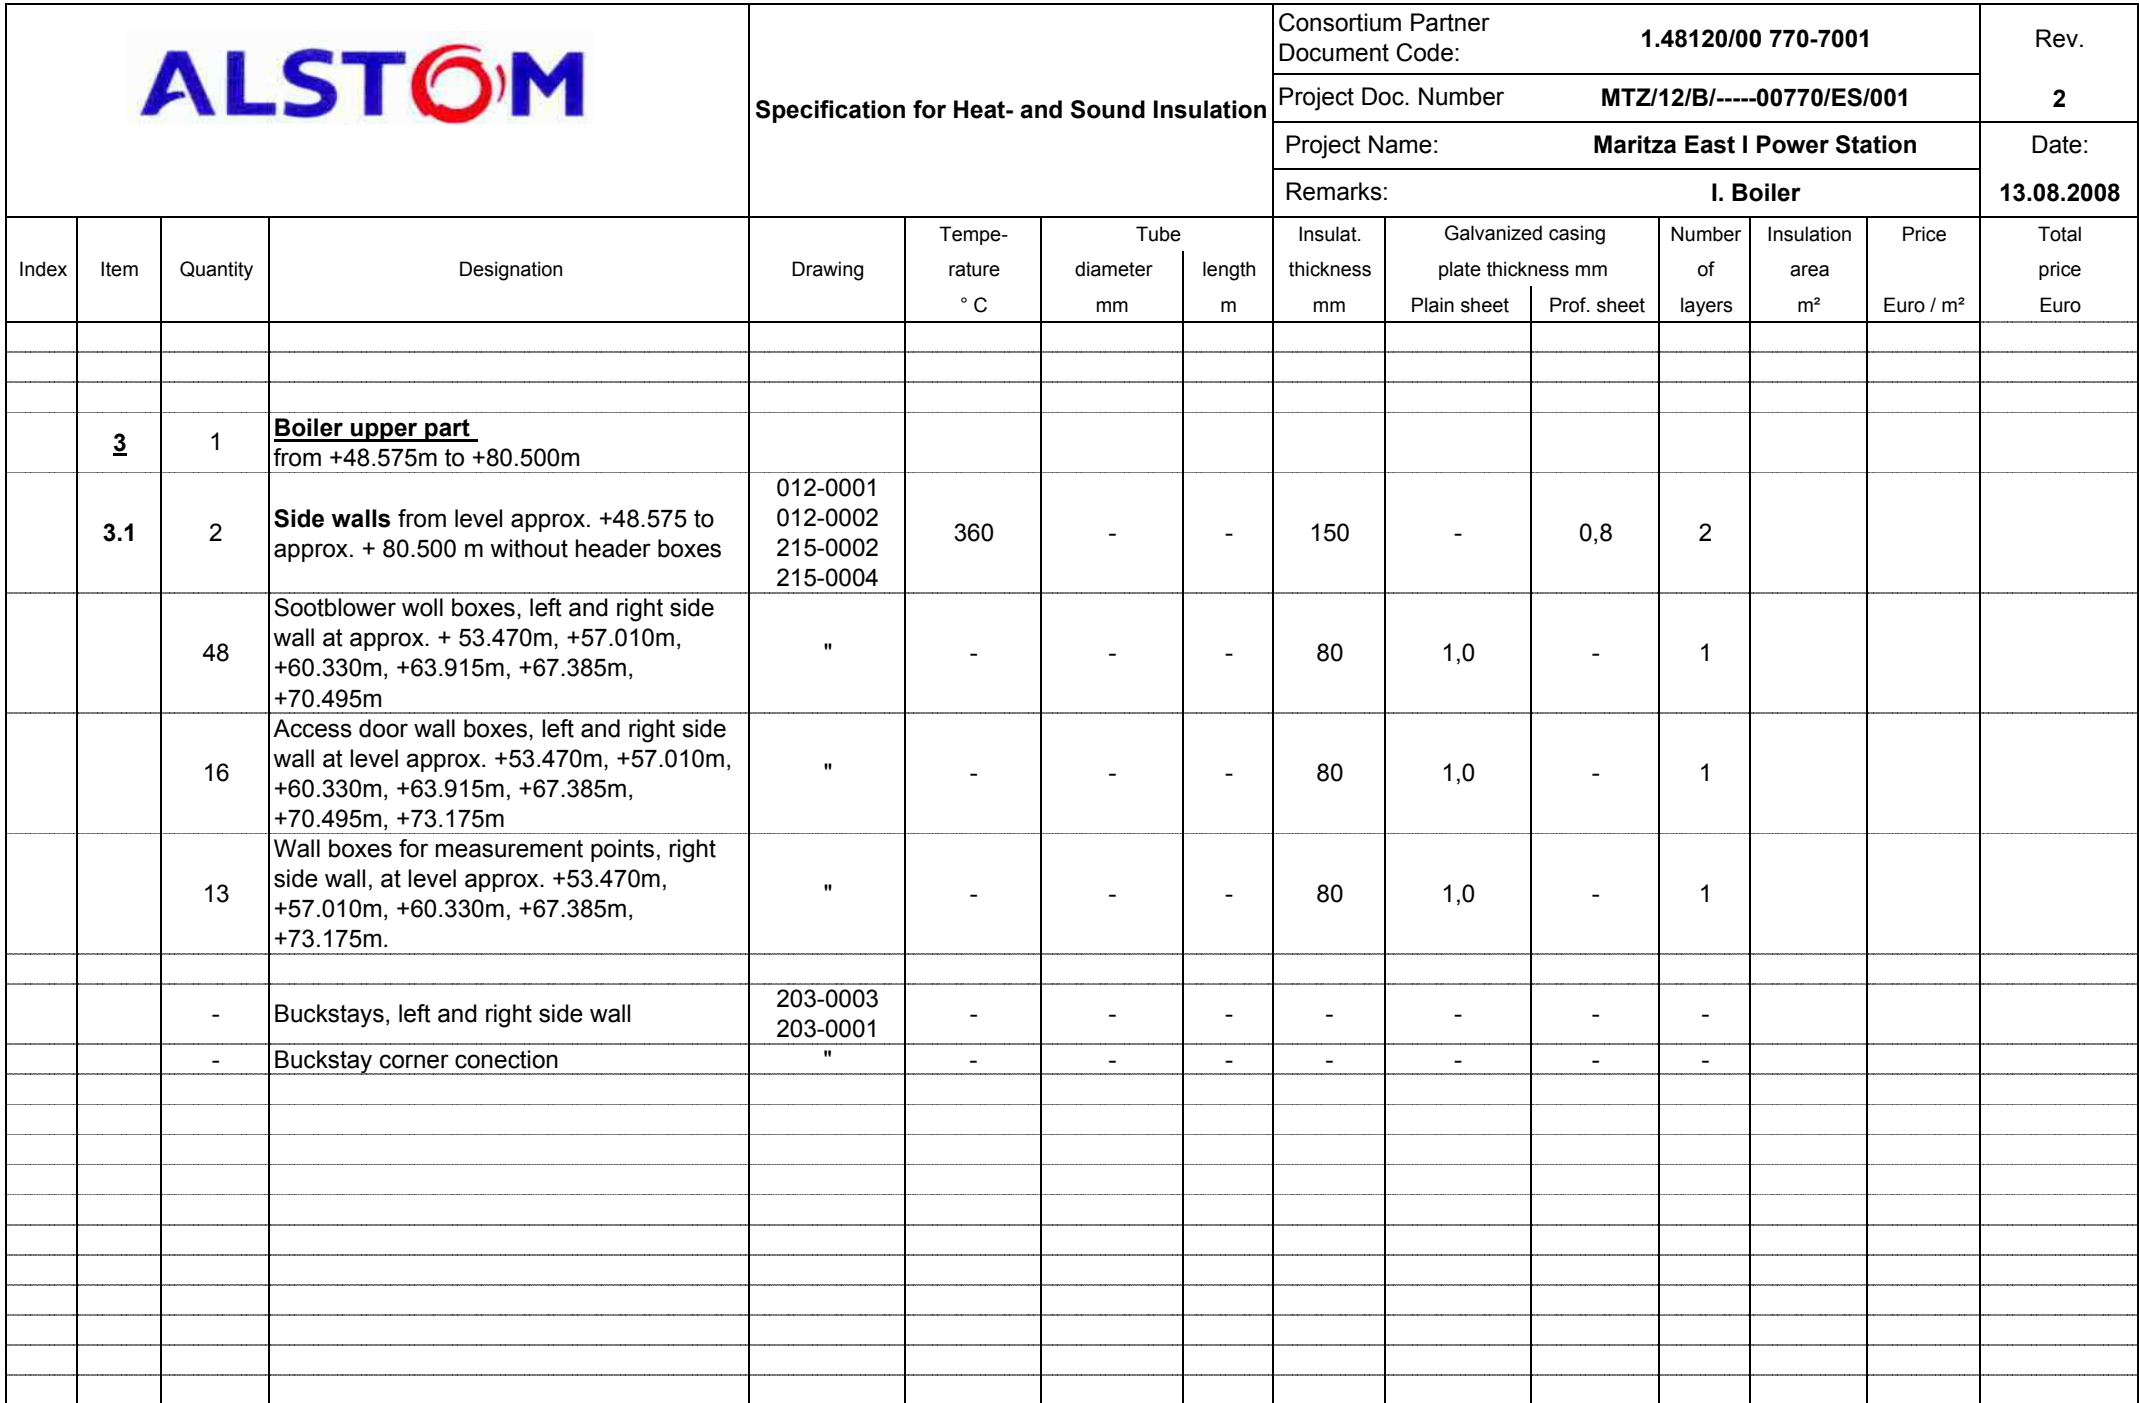 ALSTOM
Specification for Heat- and Sound Insulation
Consortium Partner
Document Code:
1.48120/00 770-7001
Rev.
Project Doc. Number
MTZ/12/B/-----00770/ES/001
2
Project Name:
Maritza East I Power Station
Date:
Remarks:
I. Boiler
13.08.2008
Index
Item
Quantity
Designation
Drawing
Tempe-
rature
° C
Tube
diameter
mm
length
m
Insulat.
thickness
mm
Galvanized casing
plate thickness mm
Plain sheet
Prof. sheet
Number
of
layers
Insulation
area
m²
Price
Euro / m²
Total
price
Euro
3
1
Boiler upper part
from +48.575m to +80.500m
3.1
2
Side walls from level approx. +48.575 to
approx. + 80.500 m without header boxes
012-0001
012-0002
215-0002
215-0004
360
-
-
150
-
0,8
2
48
Sootblower woll boxes, left and right side
wall at approx. + 53.470m, +57.010m,
+60.330m, +63.915m, +67.385m,
+70.495m
"
-
-
-
80
1,0
-
1
16
Access door wall boxes, left and right side
wall at level approx. +53.470m, +57.010m,
+60.330m, +63.915m, +67.385m,
+70.495m, +73.175m
"
-
-
-
80
1,0
-
1
13
Wall boxes for measurement points, right
side wall, at level approx. +53.470m,
+57.010m, +60.330m, +67.385m,
+73.175m.
"
-
-
-
80
1,0
-
1
-
Buckstays, left and right side wall
203-0003
203-0001
-
-
-
-
-
-
-
-
Buckstay corner conection
"
-
-
-
-
-
-
-